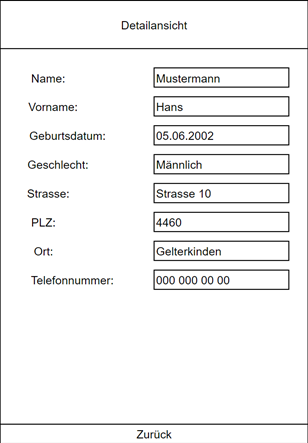 Detailansicht
Name: Mustermann
Vorname: Hans
Geburtsdatum: 05.06.2002
Geschlecht: Männlich
Strasse: Strasse 10
PLZ: 4460
Ort: Gelterkinden
Telefonnummer: 000 000 00 00
Zurück